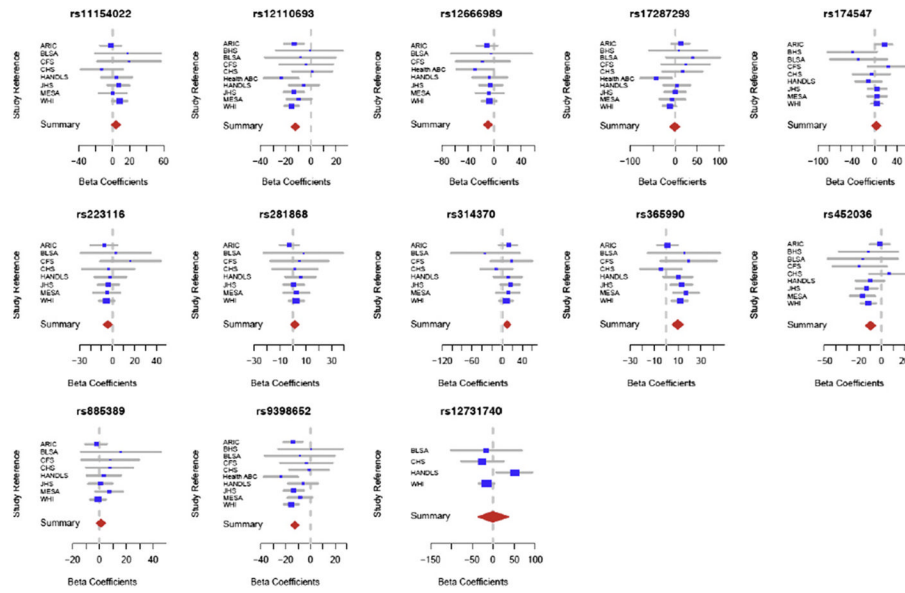 rs11154022
Study Reference
ARIC
BLSA
CFS
CHS
HANDLS
JHS
MESA
WHI
Summary
−40 0 20 40 60
Beta Coefficients
rs12110693
Study Reference
ARIC
BHS
BLSA
CFS
CHS
Health ABC
HANDLS
JHS
MESA
WHI
Summary
−40 −20 0 20
Beta Coefficients
rs12666989
Study Reference
ARIC
BLSA
CFS
Health ABC
HANDLS
JHS
MESA
WHI
Summary
−80 −40 0 20 60
Beta Coefficients
rs17287293
Study Reference
ARIC
BHS
BLSA
CFS
CHS
Health ABC
HANDLS
JHS
MESA
WHI
Summary
−100 0 50 100
Beta Coefficients
rs174547
Study Reference
ARIC
BHS
BLSA
CFS
CHS
HANDLS
JHS
MESA
WHI
Summary
−100 −40 0 40
Beta Coefficients
rs223116
Study Reference
ARIC
BLSA
CFS
CHS
HANDLS
JHS
MESA
WHI
Summary
−30 0 20 40
Beta Coefficients
rs281868
Study Reference
ARIC
BLSA
CFS
CHS
HANDLS
JHS
MESA
WHI
Summary
−30 0 10 30
Beta Coefficients
rs314370
Study Reference
ARIC
BLSA
CFS
CHS
HANDLS
JHS
MESA
WHI
Summary
−120 −60 0 40
Beta Coefficients
rs365990
Study Reference
ARIC
BLSA
CFS
CHS
HANDLS
JHS
MESA
WHI
Summary
−30 0 10 30
Beta Coefficients
rs452036
Study Reference
ARIC
BHS
BLSA
CFS
CHS
HANDLS
JHS
MESA
WHI
Summary
−50 −20 0 20
Beta Coefficients
rs885389
Study Reference
ARIC
BLSA
CFS
CHS
HANDLS
JHS
MESA
WHI
Summary
−20 0 20 40
Beta Coefficients
rs9398652
Study Reference
ARIC
BHS
BLSA
CFS
CHS
Health ABC
HANDLS
JHS
MESA
WHI
Summary
−40 −20 0 20
Beta Coefficients
rs12731740
Study Reference
BLSA
CHS
HANDLS
WHI
Summary
−150 −50 0 50 100
Beta Coefficients